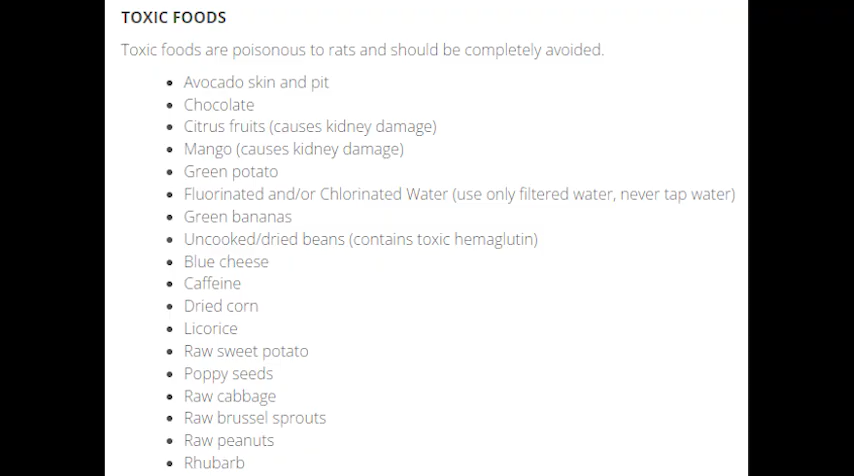 TOXIC FOODS
Toxic foods are poisonous to rats and should be completely avoided.
• Avocado skin and pit
• Chocolate
• Citrus fruits (causes kidney damage)
• Mango (causes kidney damage)
• Green potato
• Fluorinated and/or Chlorinated Water (use only filtered water, never tap water)
• Green bananas
• Uncooked/dried beans (contains toxic hemaglutin)
• Blue cheese
• Caffeine
• Dried corn
• Licorice
• Raw sweet potato
• Poppy seeds
• Raw cabbage
• Raw brussel sprouts
• Raw peanuts
• Rhubarb